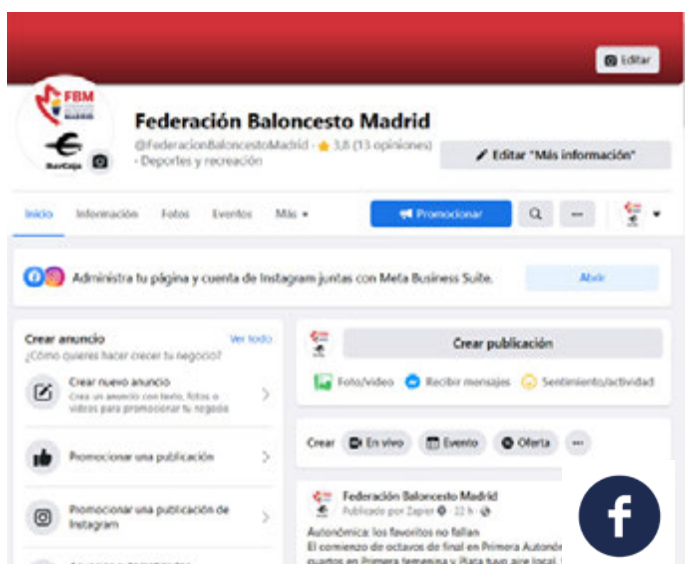 Editar
FBM
Federación Baloncesto Madrid
@FederacionBaloncestoMadrid · 3,8 (13 opiniones)
· Deportes y recreación
Editar "Más información"
Inicio
Información
Fotos
Eventos
Más
Promocionar
Administra tu página y cuenta de Instagram juntas con Meta Business Suite.
Abrir
Crear anuncio
Ver todo
¿Cómo quieres hacer crecer tu negocio?
Crear nuevo anuncio
Crea un anuncio con texto, fotos o
videos para promocionar tu negocio
Promocionar una publicación
Promocionar una publicación de
Instagram
Crear publicación
Foto/video
Recibir mensajes
Sentimiento/actividad
Crear
En vivo
Evento
Oferta
Federación Baloncesto Madrid
Publicado por Zapier · 22 h ·
Autonómica: los favoritos no fallan
El comienzo de octavos de final en Primera
cuartos en Primera femenina y Plata tuvo aire local.
f